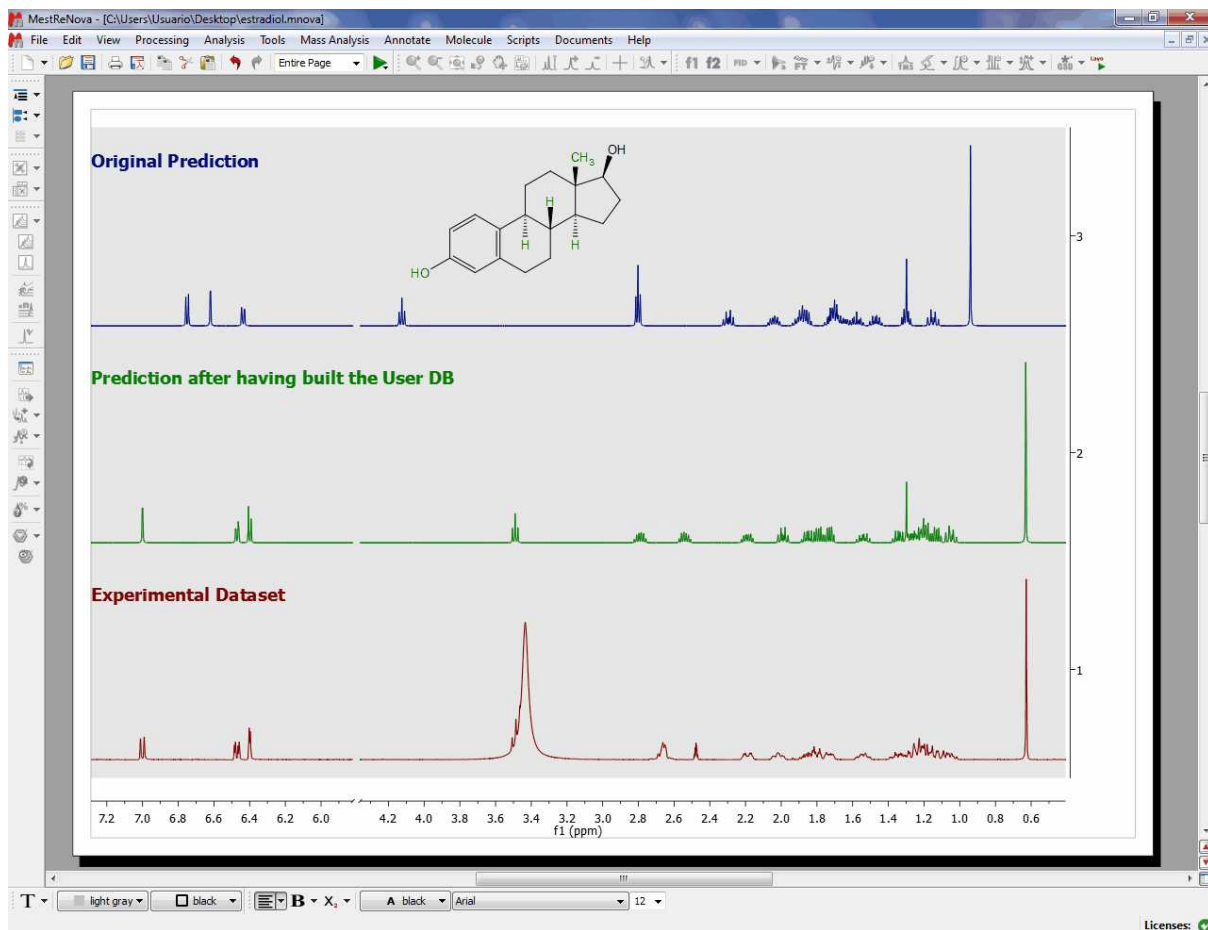 MestReNova - [C:\Users\Usuario\Desktop\estradiol.mnova]
File Edit View Processing Analysis Tools Mass Analysis Annotate Molecule Scripts Documents Help
Entire Page f1 f2 FID
Original Prediction
CH3
OH
H
H
H
HO
3
Prediction after having built the User DB
2
Experimental Dataset
1
7.2 7.0 6.8 6.6 6.4 6.2 6.0 4.2 4.0 3.8 3.6 3.4 3.2 3.0 2.8 2.6 2.4 2.2 2.0 1.8 1.6 1.4 1.2 1.0 0.8 0.6
f1 (ppm)
T light gray black B X A black Arial 12
Licenses: